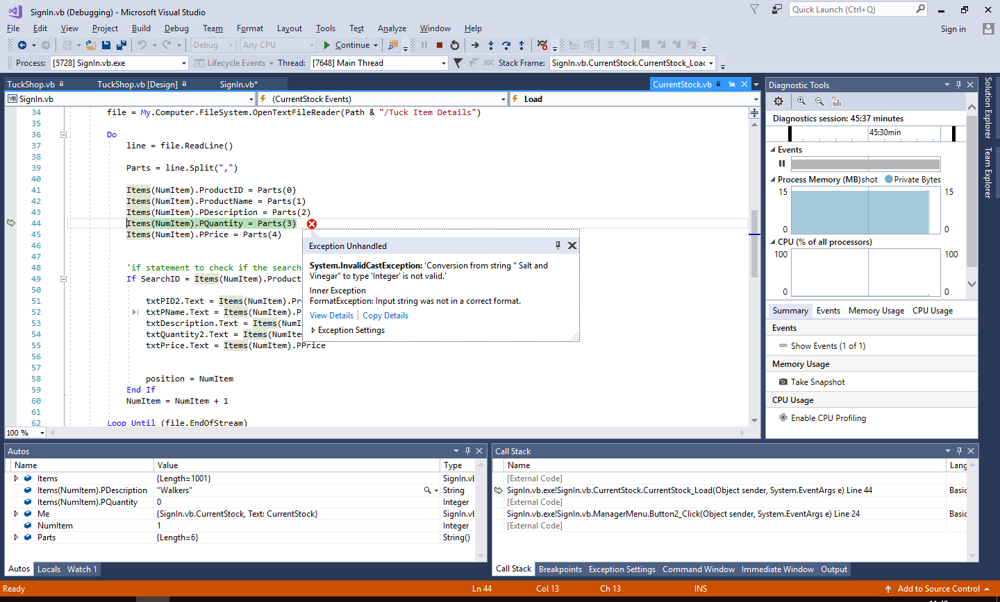 SignIn.vb (Debugging) - Microsoft Visual Studio
Quick Launch (Ctrl+Q)
File Edit View Project Build Debug Team Format Layout Tools Test Analyze Window Help
Sign in
Debug Any CPU Continue
Process: [5728] SignIn.vb.exe Lifecycle Events Thread: [7648] Main Thread Stack Frame: SignIn.vb.CurrentStock.CurrentStock_Load
TuckShop.vb TuckShop.vb [Design] SignIn.vb* CurrentStock.vb
VB SignIn.vb (CurrentStock Events) Load
34 file = My.Computer.FileSystem.OpenTextFileReader(Path & "/Tuck Item Details")
35
36 Do
37 line = file.ReadLine()
38
39 Parts = line.Split(",")
40
41 Items(NumItem).ProductID = Parts(0)
42 Items(NumItem).ProductName = Parts(1)
43 Items(NumItem).PDescription = Parts(2)
44 Items(NumItem).PQuantity = Parts(3)
45 Items(NumItem).PPrice = Parts(4)
46
47
48 'if statement to check if the search
49 If SearchID = Items(NumItem).Product
50
51 txtPID2.Text = Items(NumItem).Pr
52 txtPName.Text = Items(NumItem).P
53 txtDescription.Text = Items(NumI
54 txtQuantity2.Text = Items(NumItem
55 txtPrice.Text = Items(NumItem).PPrice
56
57
58 position = NumItem
59 End If
60 NumItem = NumItem + 1
61
62 Loop Until (file.EndOfStream)
100 %
Exception Unhandled
System.InvalidCastException: 'Conversion from string " Salt and
Vinegar" to type 'Integer' is not valid.'
Inner Exception
FormatException: Input string was not in a correct format.
View Details Copy Details
Exception Settings
Diagnostic Tools
Diagnostics session: 45:37 minutes
45:30min
Events
Process Memory (MB)shot Private Bytes
15 15
0 0
CPU (% of all processors)
100 100
0 0
Summary Events Memory Usage CPU Usage
Events
Show Events (1 of 1)
Memory Usage
Take Snapshot
CPU Usage
Enable CPU Profiling
Solution Explorer
Team Explorer
Autos
Name Value Type
Items {Length=1001} SignIn.vb
Items(NumItem).PDescription "Walkers" String
Items(NumItem).PQuantity 0 Integer
Me {SignIn.vb.CurrentStock, Text: CurrentStock} SignIn.vb
NumItem 1 Integer
Parts {Length=6} String()
Autos Locals Watch 1
Call Stack
Name Lang
[External Code]
SignIn.vb.exe!SignIn.vb.CurrentStock.CurrentStock_Load(Object sender, System.EventArgs e) Line 44 Basic
[External Code]
SignIn.vb.exe!SignIn.vb.ManagerMenu.Button2_Click(Object sender, System.EventArgs e) Line 24 Basic
[External Code]
Call Stack Breakpoints Exception Settings Command Window Immediate Window Output
Ready Ln 44 Col 13 Ch 13 INS Add to Source Control